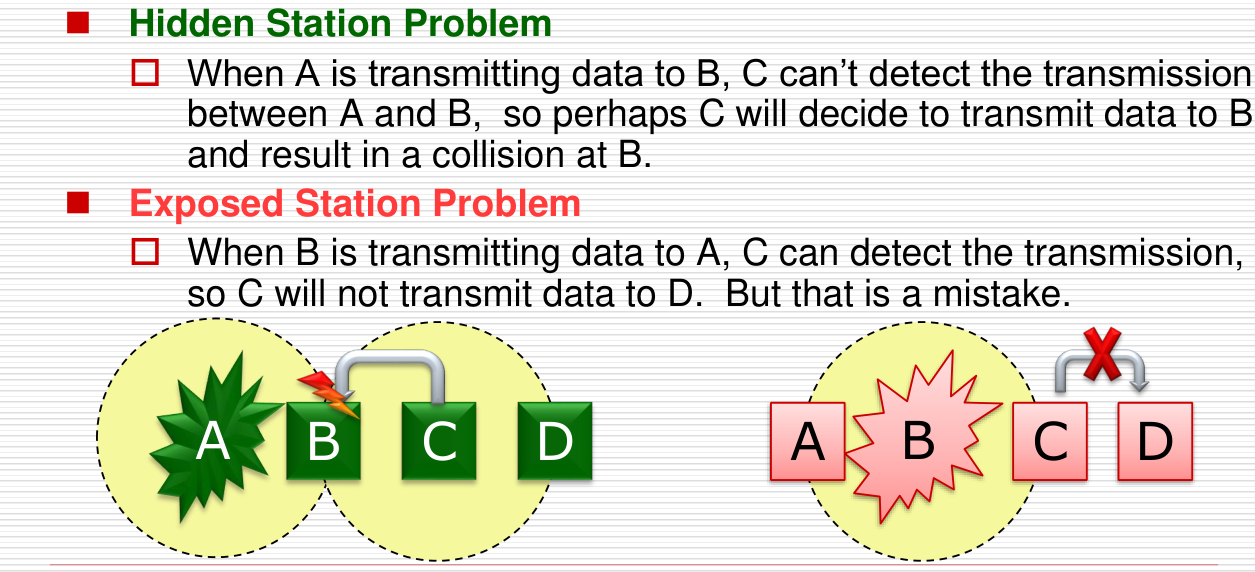 Hidden Station Problem
When A is transmitting data to B, C can’t detect the transmission
between A and B,  so perhaps C will decide to transmit data to B
and result in a collision at B.
Exposed Station Problem
When B is transmitting data to A, C can detect the transmission,
so C will not transmit data to D.  But that is a mistake.
A B C D
A B C D